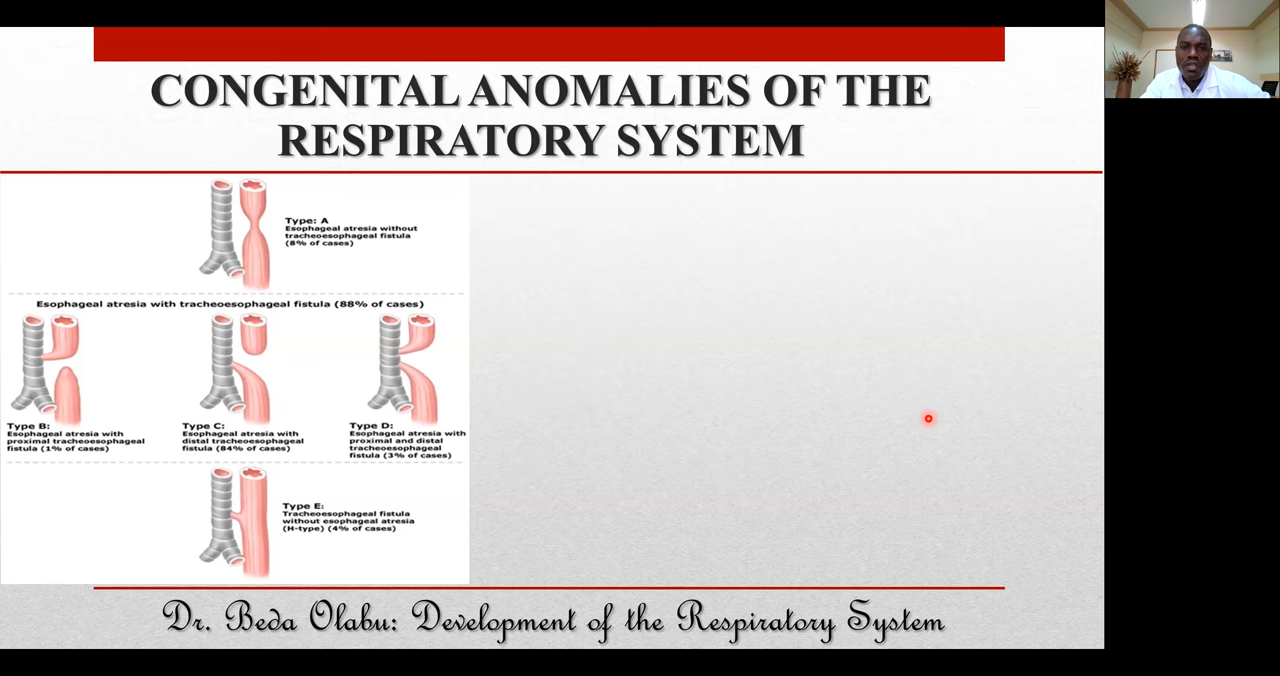 CONGENITAL ANOMALIES OF THE
RESPIRATORY SYSTEM
Type: A
Esophageal atresia without
tracheoesophageal fistula
(8% of cases)
Esophageal atresia with tracheoesophageal fistula (88% of cases)
Type B:
Esophageal atresia with
proximal tracheoesophageal
fistula (1% of cases)
Type C:
Esophageal atresia with
distal tracheoesophageal
fistula (84% of cases)
Type D:
Esophageal atresia with
proximal and distal
tracheoesophageal
fistula (3% of cases)
Type E:
Tracheoesophageal fistula
without esophageal atresia
(H-type) (4% of cases)
Dr. Beda Olabu: Development of the Respiratory System